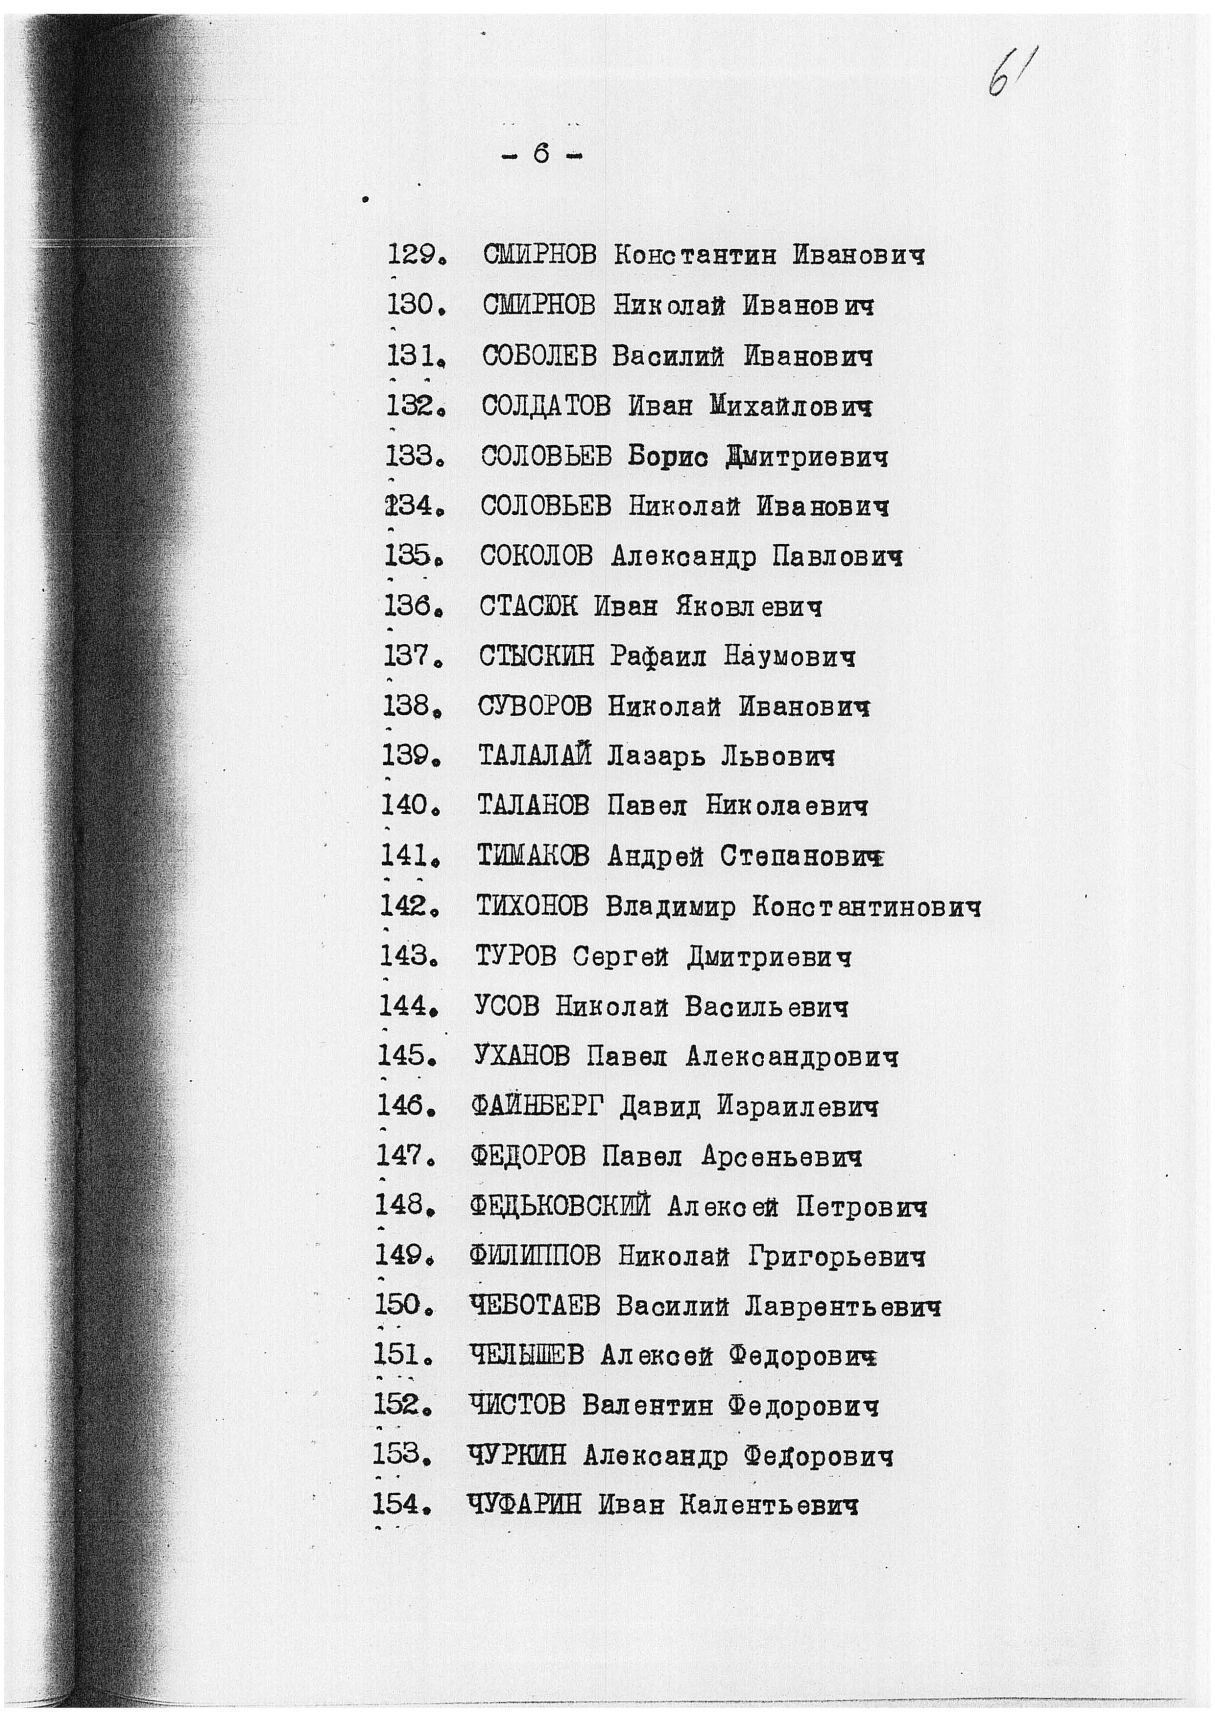 61
- 6 -
129. СМИРНОВ Константин Иванович
130. СМИРНОВ Николай Иванович
131. СОБОЛЕВ Василий Иванович
132. СОЛДАТОВ Иван Михайлович
133. СОЛОВЬЕВ Борис Дмитриевич
134. СОЛОВЬЕВ Николай Иванович
135. СОКОЛОВ Александр Павлович
136. СТАСЮК Иван Яковлевич
137. СТЫСКИН Рафаил Наумович
138. СУВОРОВ Николай Иванович
139. ТАЛАЛАЙ Лазарь Львович
140. ТАЛАНОВ Павел Николаевич
141. ТИМАКОВ Андрей Степанович
142. ТИХОНОВ Владимир Константинович
143. ТУРОВ Сергей Дмитриевич
144. УСОВ Николай Васильевич
145. УХАНОВ Павел Александрович
146. ФАЙНБЕРГ Давид Израилевич
147. ФЕДОРОВ Павел Арсеньевич
148. ФЕДЬКОВСКИЙ Алексей Петрович
149. ФИЛИППОВ Николай Григорьевич
150. ЧЕБОТАЕВ Василий Лаврентьевич
151. ЧЕЛЫШЕВ Алексей Федорович
152. ЧИСТОВ Валентин Федорович
153. ЧУРКИН Александр Федорович
154. ЧУФАРИН Иван Калентьевич